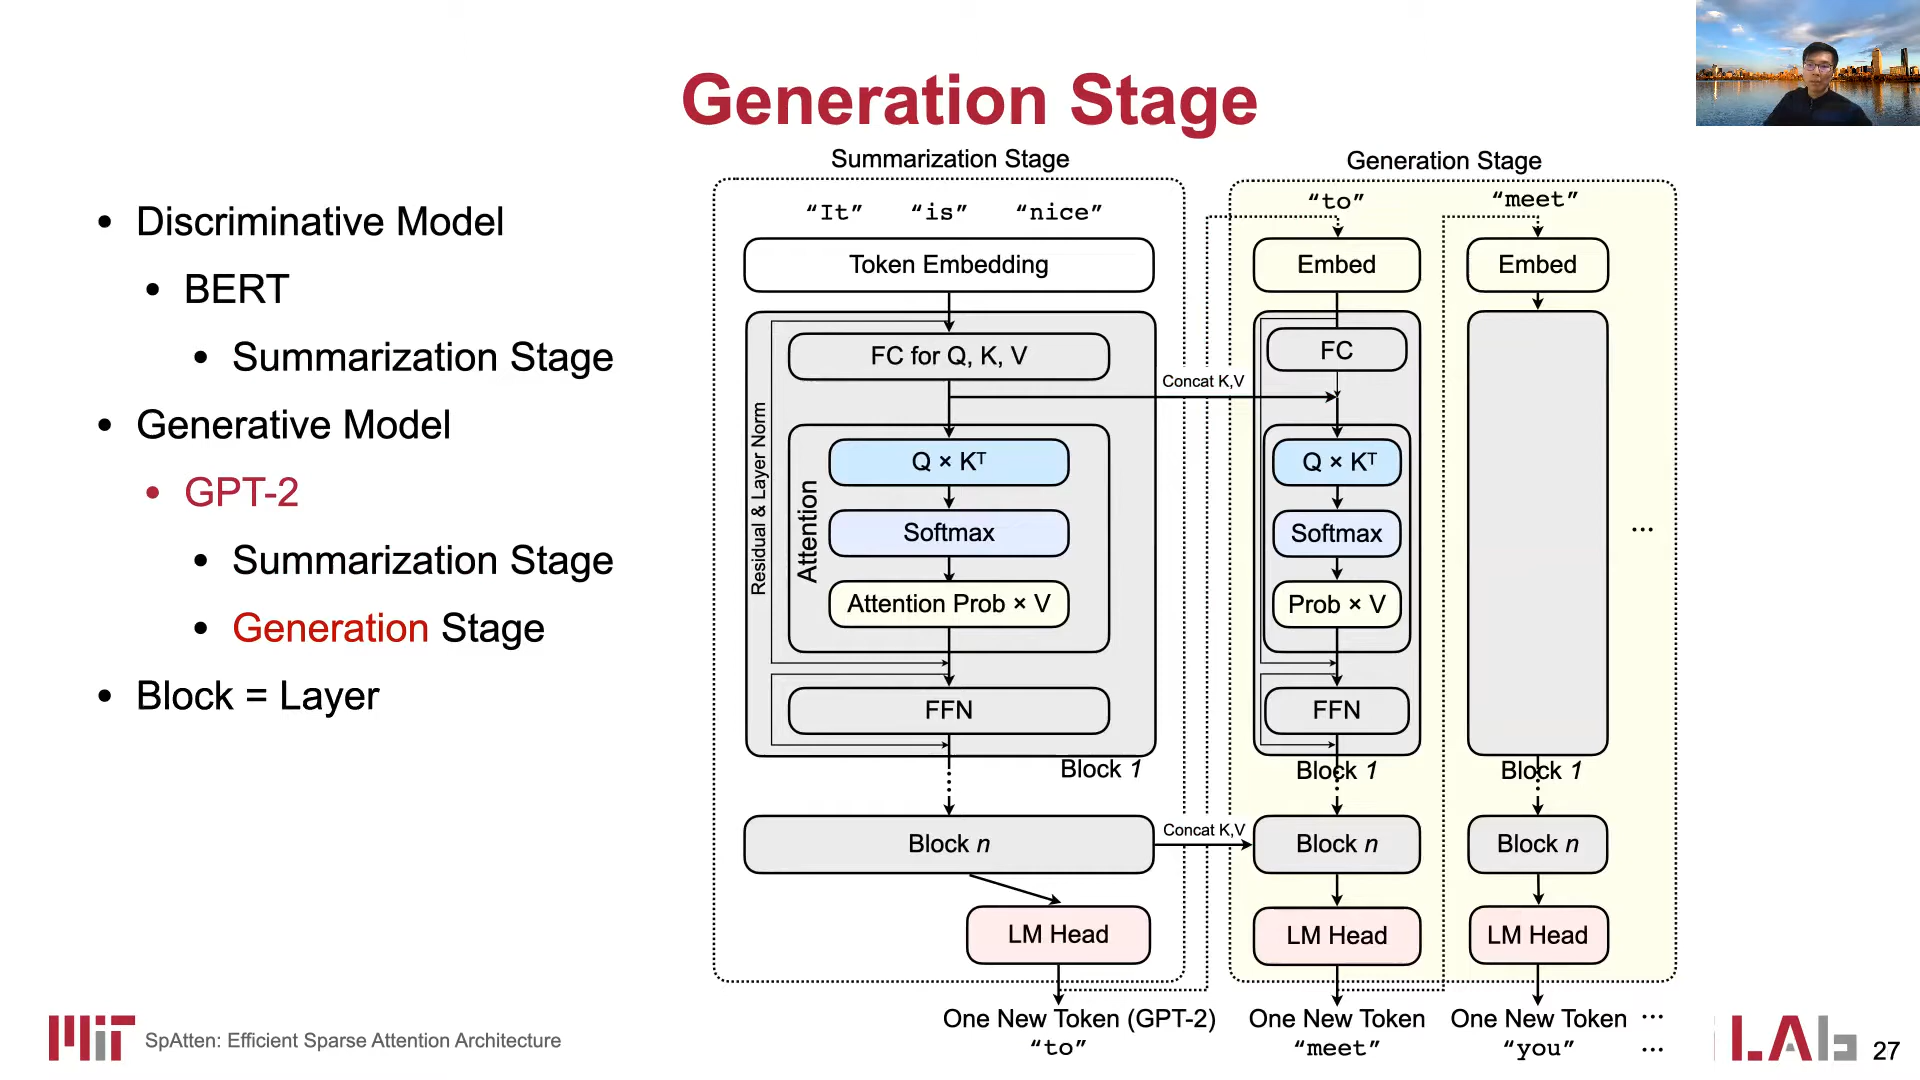 Generation Stage
• Discriminative Model
• BERT
• Summarization Stage
• Generative Model
• GPT-2
• Summarization Stage
• Generation Stage
• Block = Layer
Summarization Stage
“It” “is” “nice”
Token Embedding
FC for Q, K, V
Residual & Layer Norm
Attention
Q × Kᵀ
Softmax
Attention Prob × V
FFN
Block 1
Block n
LM Head
One New Token (GPT-2)
“to”
Concat K,V
Concat K,V
Generation Stage
“to”
Embed
FC
Q × Kᵀ
Softmax
Prob × V
FFN
Block 1
Block n
LM Head
One New Token
“meet”
“meet”
Embed
Block 1
Block n
LM Head
One New Token
“you”
...
...
...
MIT
SpAtten: Efficient Sparse Attention Architecture
LAb
27